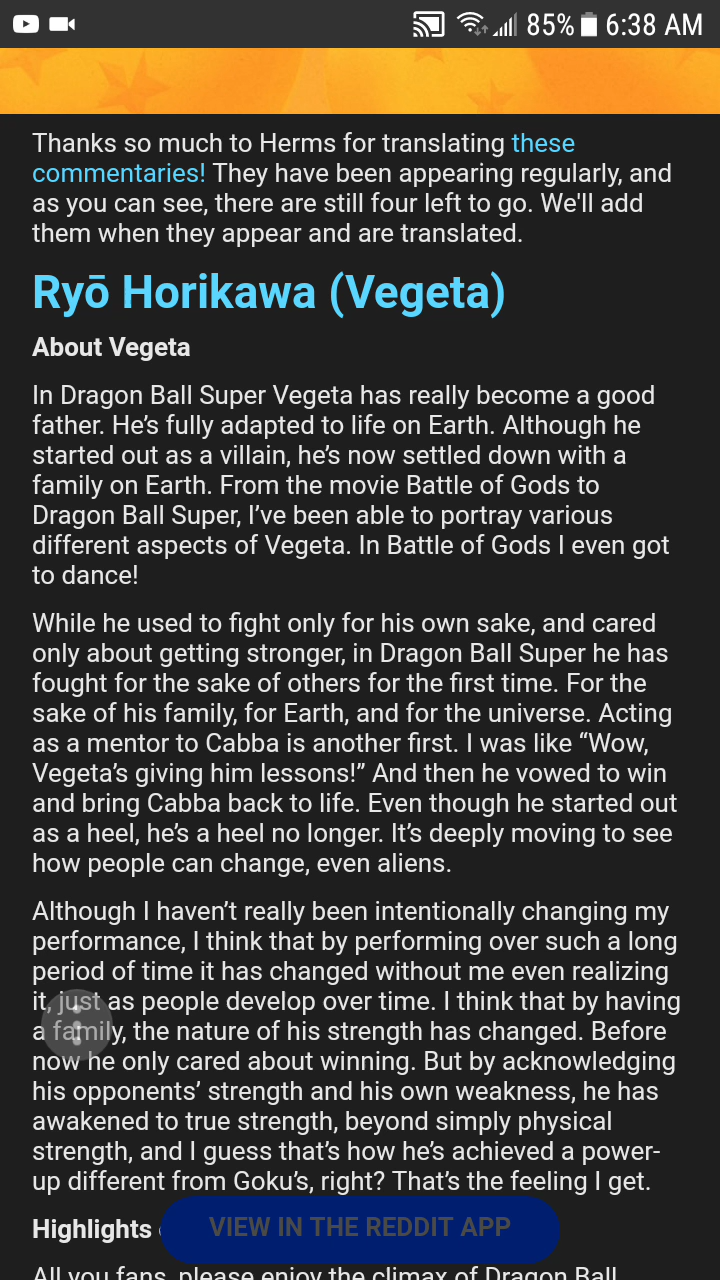 85% 6:38 AM
Thanks so much to Herms for translating these
commentaries! They have been appearing regularly, and
as you can see, there are still four left to go. We'll add
them when they appear and are translated.
Ryō Horikawa (Vegeta)
About Vegeta
In Dragon Ball Super Vegeta has really become a good
father. He’s fully adapted to life on Earth. Although he
started out as a villain, he’s now settled down with a
family on Earth. From the movie Battle of Gods to
Dragon Ball Super, I’ve been able to portray various
different aspects of Vegeta. In Battle of Gods I even got
to dance!
While he used to fight only for his own sake, and cared
only about getting stronger, in Dragon Ball Super he has
fought for the sake of others for the first time. For the
sake of his family, for Earth, and for the universe. Acting
as a mentor to Cabba is another first. I was like “Wow,
Vegeta’s giving him lessons!” And then he vowed to win
and bring Cabba back to life. Even though he started out
as a heel, he’s a heel no longer. It’s deeply moving to see
how people can change, even aliens.
Although I haven’t really been intentionally changing my
performance, I think that by performing over such a long
period of time it has changed without me even realizing
it, just as people develop over time. I think that by having
a family, the nature of his strength has changed. Before
now he only cared about winning. But by acknowledging
his opponents’ strength and his own weakness, he has
awakened to true strength, beyond simply physical
strength, and I guess that’s how he’s achieved a power-
up different from Goku’s, right? That’s the feeling I get.
Highlights
VIEW IN THE REDDIT APP
All you fans, please enjoy the climax of Dragon Ball